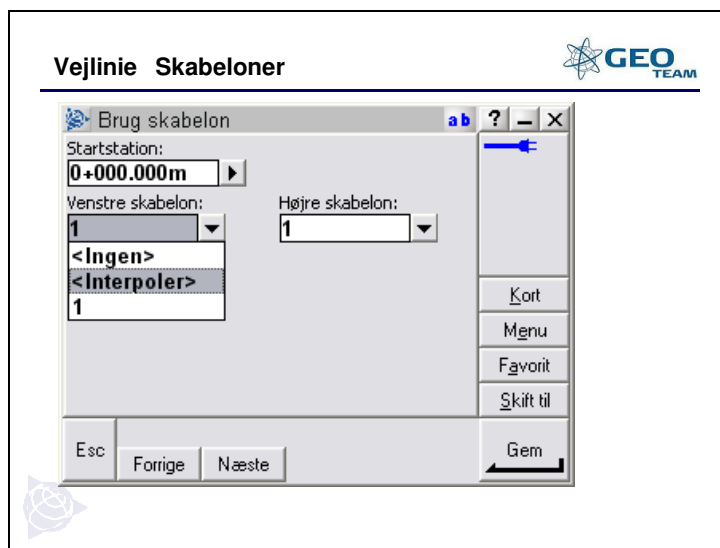 Vejlinie Skabeloner
GEO
TEAM
Brug skabelon
ab ? – X
Startstation:
0+000.000m
Venstre skabelon:
Højre skabelon:
1
1
<Ingen>
<Interpoler>
1
Kort
Menu
Favorit
Skift til
Esc
Forrige
Næste
Gem